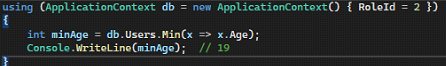 using (ApplicationContext db = new ApplicationContext() { RoleId = 2 })
{
    int minAge = db.Users.Min(x => x.Age);
    Console.WriteLine(minAge);  // 19
}